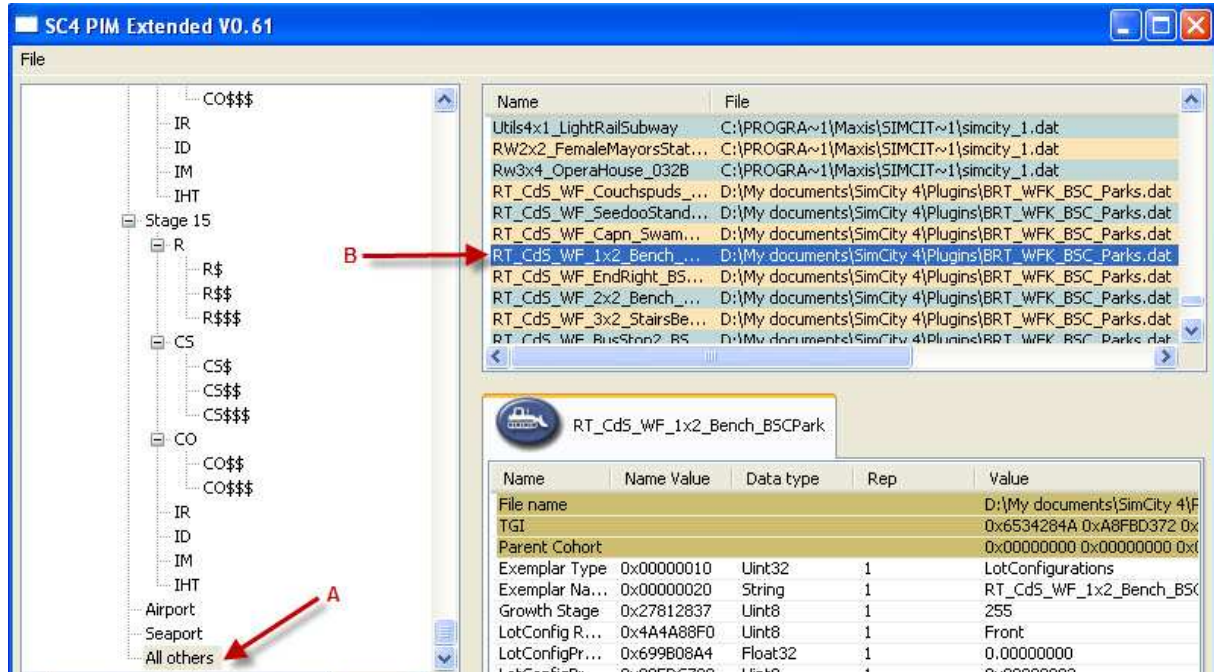 SC4 PIM Extended V0.61
File
CO$$$
IR
ID
IM
IHT
Stage 15
R
R$
R$$
R$$$
CS
CS$
CS$$
CS$$$
CO
CO$$
CO$$$
IR
ID
IM
IHT
Airport
Seaport
All others
A
B
Name File
Utils4x1_LightRailSubway C:\PROGRA~1\Maxis\SIMCIT~1\simcity_1.dat
RW2x2_FemaleMayorsStat... C:\PROGRA~1\Maxis\SIMCIT~1\simcity_1.dat
Rw3x4_OperaHouse_032B C:\PROGRA~1\Maxis\SIMCIT~1\simcity_1.dat
RT_CdS_WF_Couchspuds_... D:\My documents\SimCity 4\Plugins\BRT_WFK_BSC_Parks.dat
RT_CdS_WF_SeedooStand... D:\My documents\SimCity 4\Plugins\BRT_WFK_BSC_Parks.dat
RT_CdS_WF_Capn_Swam... D:\My documents\SimCity 4\Plugins\BRT_WFK_BSC_Parks.dat
RT_CdS_WF_1x2_Bench_... D:\My documents\SimCity 4\Plugins\BRT_WFK_BSC_Parks.dat
RT_CdS_WF_EndRight_BS... D:\My documents\SimCity 4\Plugins\BRT_WFK_BSC_Parks.dat
RT_CdS_WF_2x2_Bench_... D:\My documents\SimCity 4\Plugins\BRT_WFK_BSC_Parks.dat
RT_CdS_WF_3x2_StairsBe... D:\My documents\SimCity 4\Plugins\BRT_WFK_BSC_Parks.dat
RT_CdS_WF_BusStop2_BS... D:\My documents\SimCity 4\Plugins\BRT_WFK_BSC_Parks.dat
RT_CdS_WF_1x2_Bench_BSCPark
Name Name Value Data type Rep Value
File name D:\My documents\SimCity 4\P
TGI 0x6534284A 0xA8FBD372 0x
Parent Cohort 0x00000000 0x00000000 0x0
Exemplar Type 0x00000010 Uint32 1 LotConfigurations
Exemplar Na... 0x00000020 String 1 RT_CdS_WF_1x2_Bench_BSC
Growth Stage 0x27812837 Uint8 1 255
LotConfig R... 0x4A4A88F0 Uint8 1 Front
LotConfigPr... 0x699B08A4 Float32 1 0.00000000